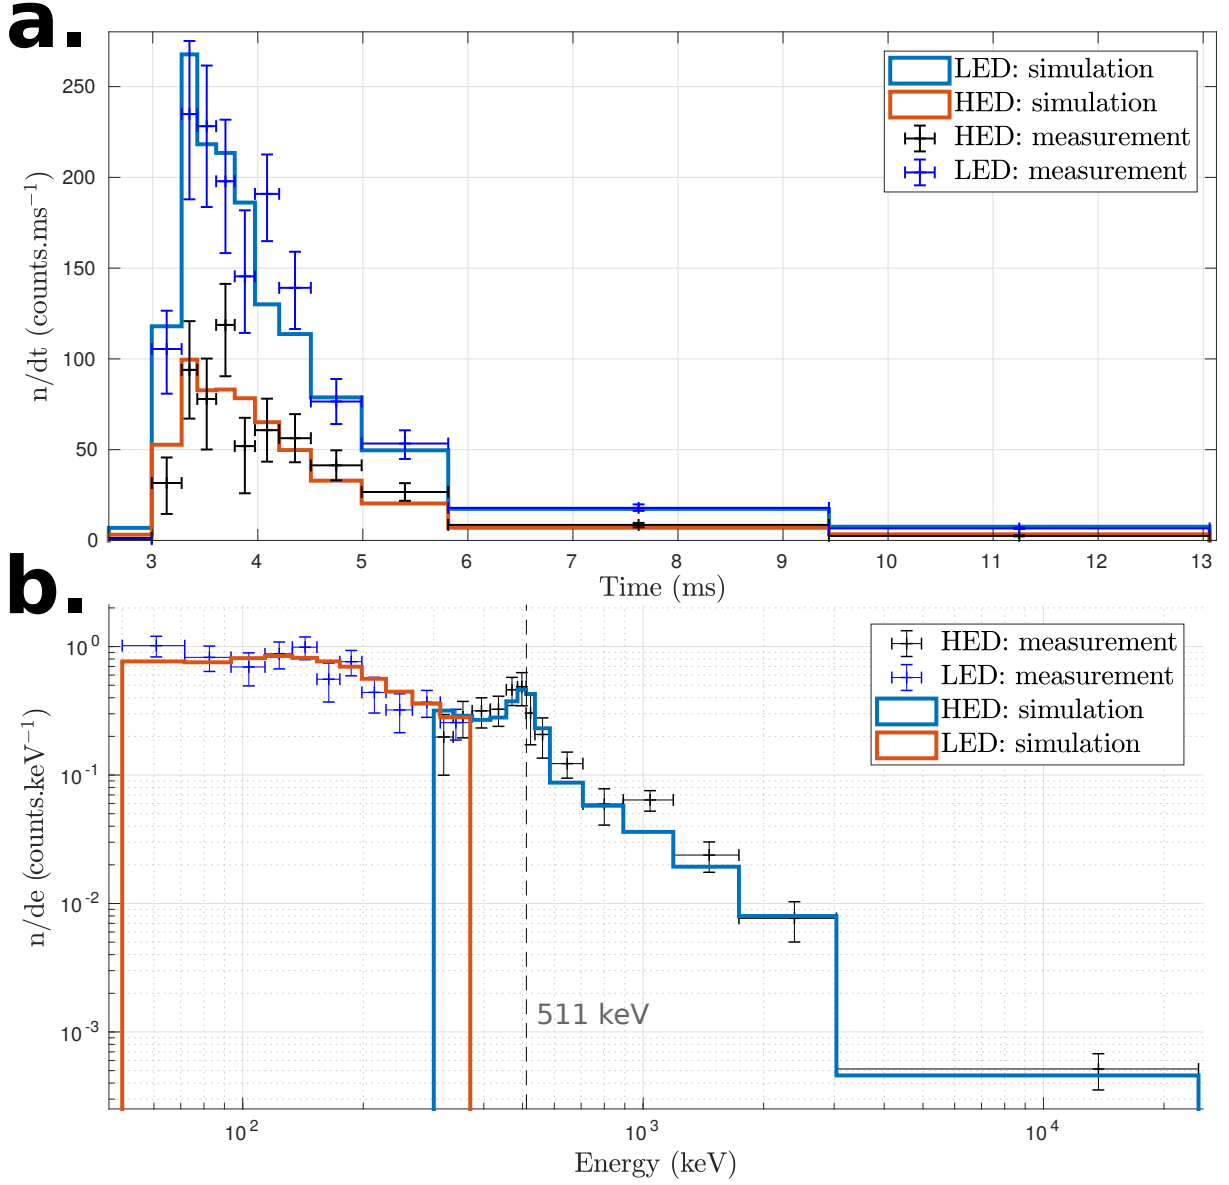 a.
n/dt (counts.ms⁻¹)
250
200
150
100
50
0
LED: simulation
HED: simulation
HED: measurement
LED: measurement
3 4 5 6 7 8 9 10 11 12 13
Time (ms)
b.
n/de (counts.keV⁻¹)
10⁰
10⁻¹
10⁻²
10⁻³
HED: measurement
LED: measurement
HED: simulation
LED: simulation
511 keV
10² 10³ 10⁴
Energy (keV)